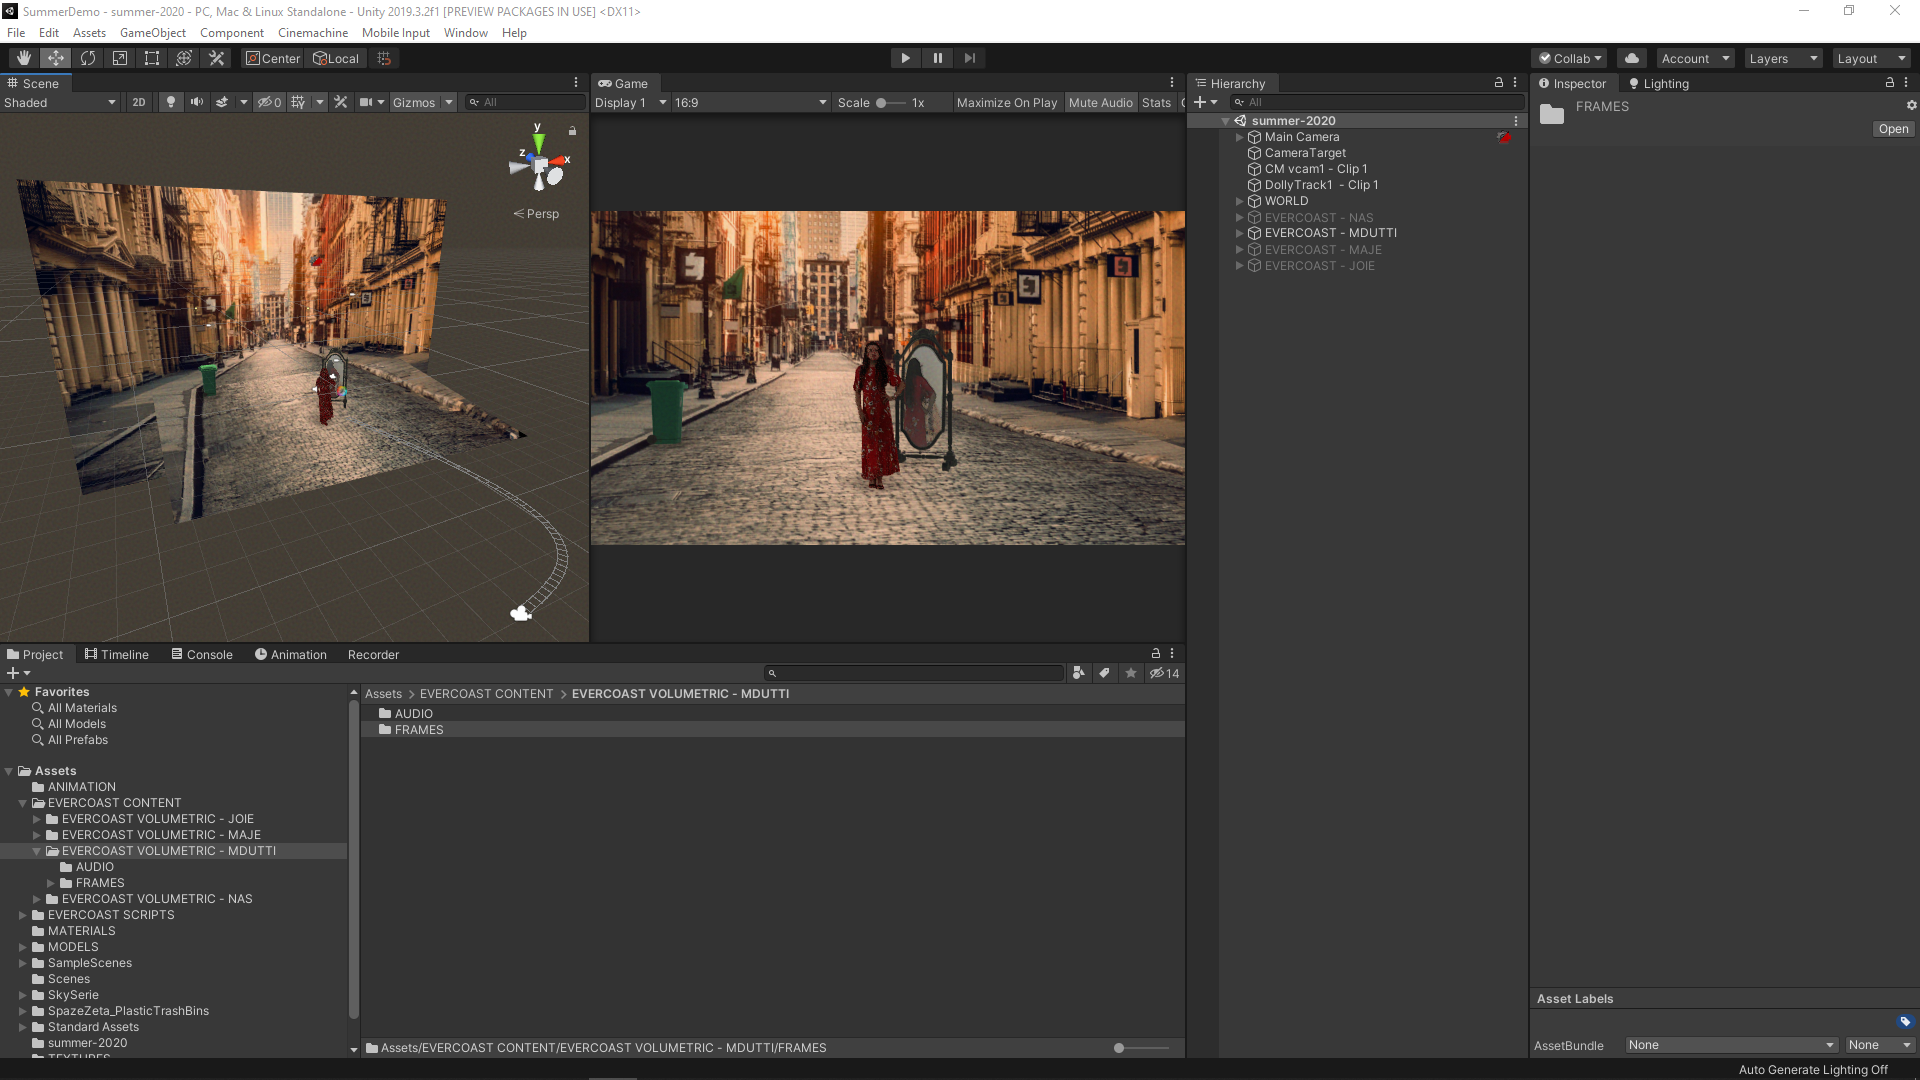 SummerDemo - summer-2020 - PC, Mac & Linux Standalone - Unity 2019.3.2f1 [PREVIEW PACKAGES IN USE] <DX11>
File Edit Assets GameObject Component Cinemachine Mobile Input Window Help
Center Local
Collab Account Layers Layout
Scene
Shaded 2D 0 Gizmos All
y
z
x
Persp
Game
Display 1 16:9 Scale 1x Maximize On Play Mute Audio Stats
Hierarchy
All
summer-2020
Main Camera
CameraTarget
CM vcam1 - Clip 1
DollyTrack1 - Clip 1
WORLD
EVERCOAST - NAS
EVERCOAST - MDUTTI
EVERCOAST - MAJE
EVERCOAST - JOIE
Inspector Lighting
FRAMES
Open
Project Timeline Console Animation Recorder
14
Favorites
All Materials
All Models
All Prefabs
Assets
ANIMATION
EVERCOAST CONTENT
EVERCOAST VOLUMETRIC - JOIE
EVERCOAST VOLUMETRIC - MAJE
EVERCOAST VOLUMETRIC - MDUTTI
AUDIO
FRAMES
EVERCOAST VOLUMETRIC - NAS
EVERCOAST SCRIPTS
MATERIALS
MODELS
SampleScenes
Scenes
SkySerie
SpazeZeta_PlasticTrashBins
Standard Assets
summer-2020
TEXTURES
Assets > EVERCOAST CONTENT > EVERCOAST VOLUMETRIC - MDUTTI
AUDIO
FRAMES
Assets/EVERCOAST CONTENT/EVERCOAST VOLUMETRIC - MDUTTI/FRAMES
Asset Labels
AssetBundle None None
Auto Generate Lighting Off